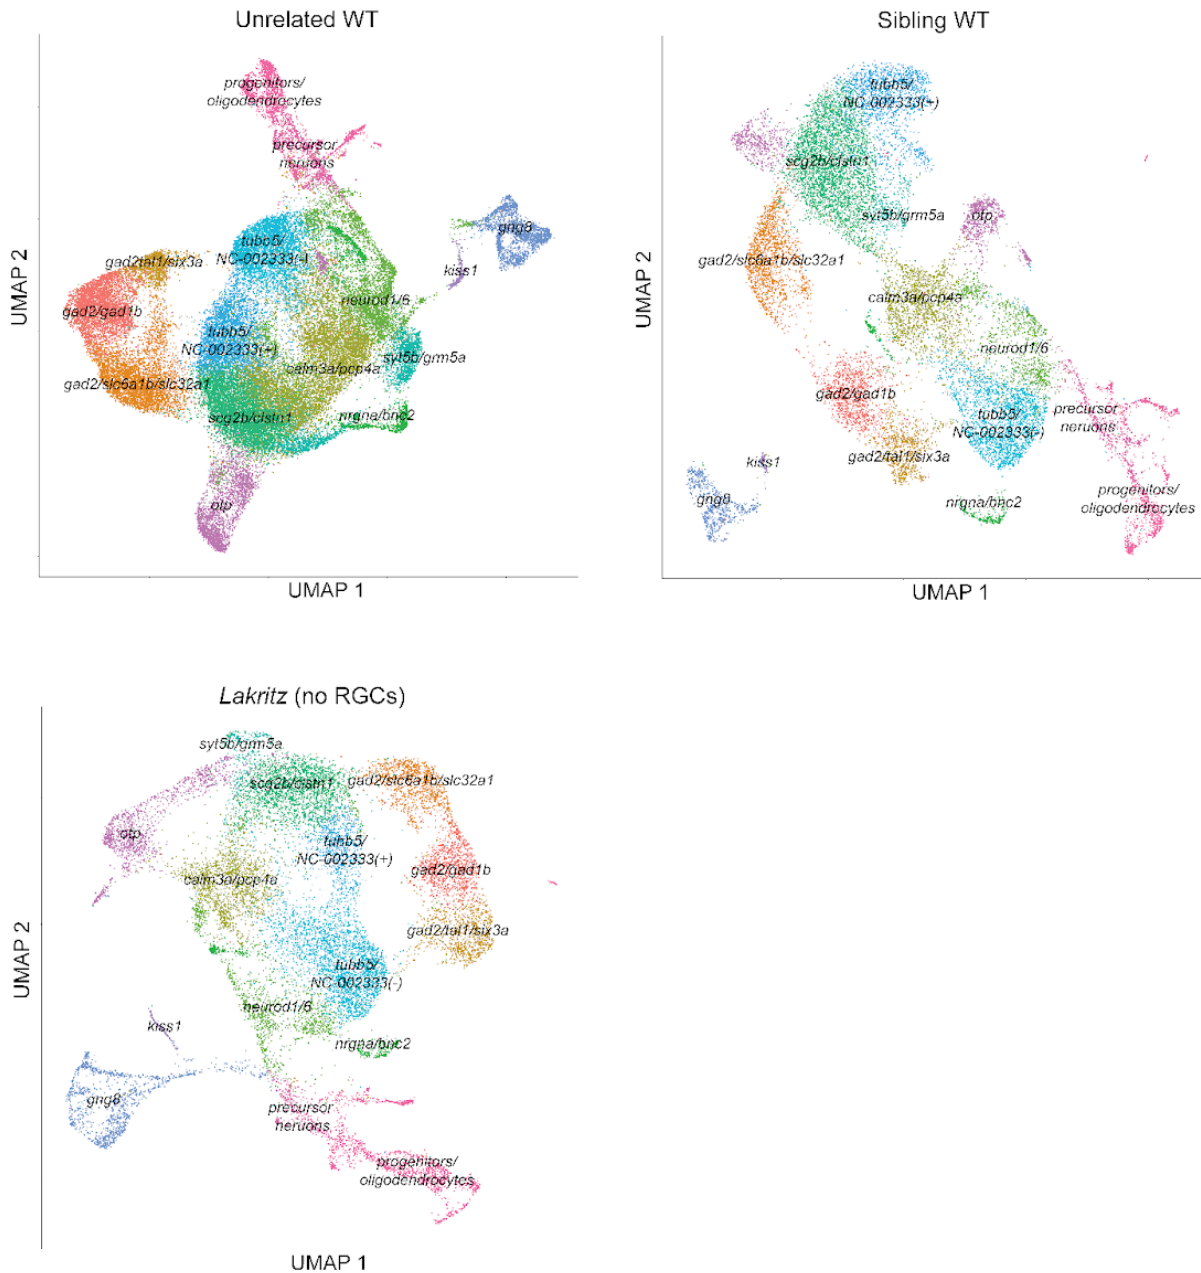 Unrelated WT
progenitors/
oligodendrocytes
precursor
neruons
gng8
tubb5/
NC-002333(-)
kiss1
gad2tal1/six3a
gad2/gad1b
neurod1/6
tubb5/
NC-002333(+)
syt5b/grm5a
calm3a/pcp4a
gad2/slc6a1b/slc32a1
scg2b/clstn1
nrgna/bnc2
otp
UMAP 2
UMAP 1
Sibling WT
tubb5/
NC-002333(+)
scg2b/clstn1
syt5b/grm5a
otp
gad2/slc6a1b/slc32a1
calm3a/pcp4a
neurod1/6
gad2/gad1b
tubb5/
NC-002333(-)
precursor
neruons
gad2/tal1/six3a
kiss1
gng8
nrgna/bnc2
progenitors/
oligodendrocytes
UMAP 2
UMAP 1
Lakritz (no RGCs)
syt5b/grm5a
scg2b/clstn1
gad2/slc6a1b/slc32a1
otp
tubb5/
NC-002333(+)
calm3a/pcp4a
gad2/gad1b
gad2/tal1/six3a
tubb5/
NC-002333(-)
neurod1/6
kiss1
nrgna/bnc2
gng8
precursor
neruons
progenitors/
oligodendrocytes
UMAP 2
UMAP 1